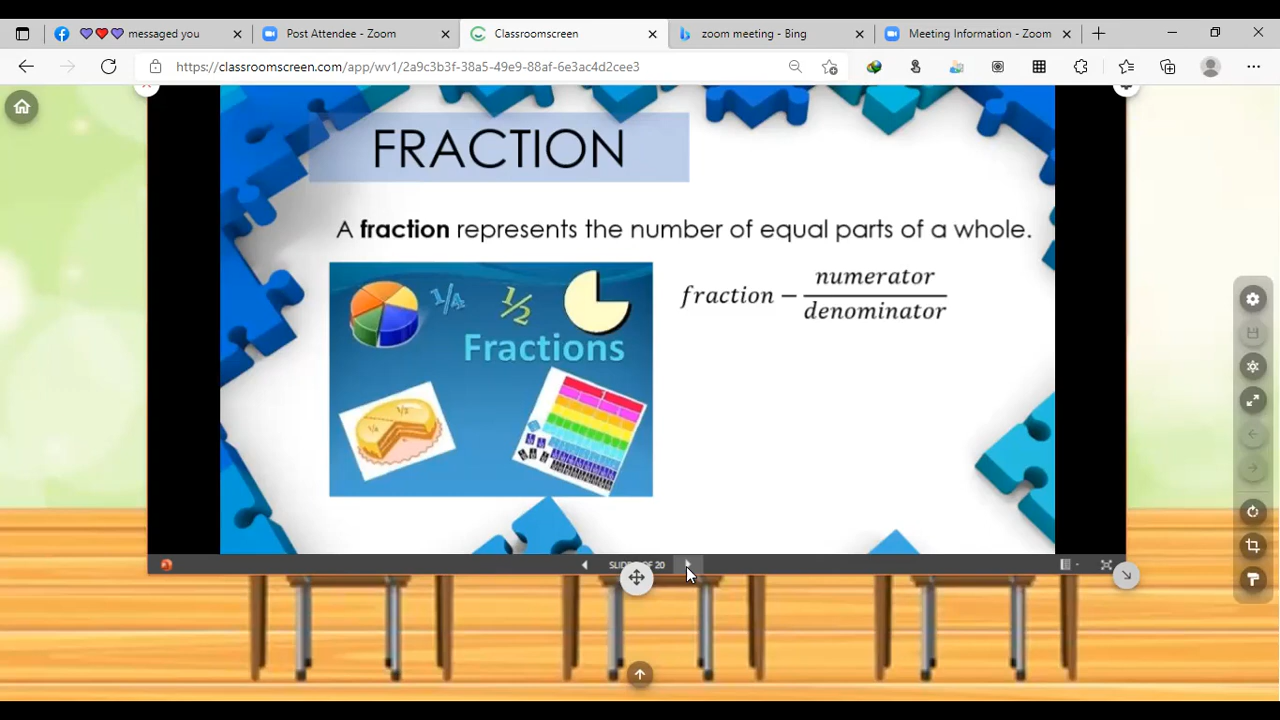 💜❤️💜 messaged you
Post Attendee - Zoom
Classroomscreen
zoom meeting - Bing
Meeting Information - Zoom
https://classroomscreen.com/app/wv1/2a9c3b3f-38a5-49e9-88af-6e3ac4d2cee3
FRACTION
A fraction represents the number of equal parts of a whole.
1/4
1/2
Fractions
fraction − numerator
denominator
OF 20